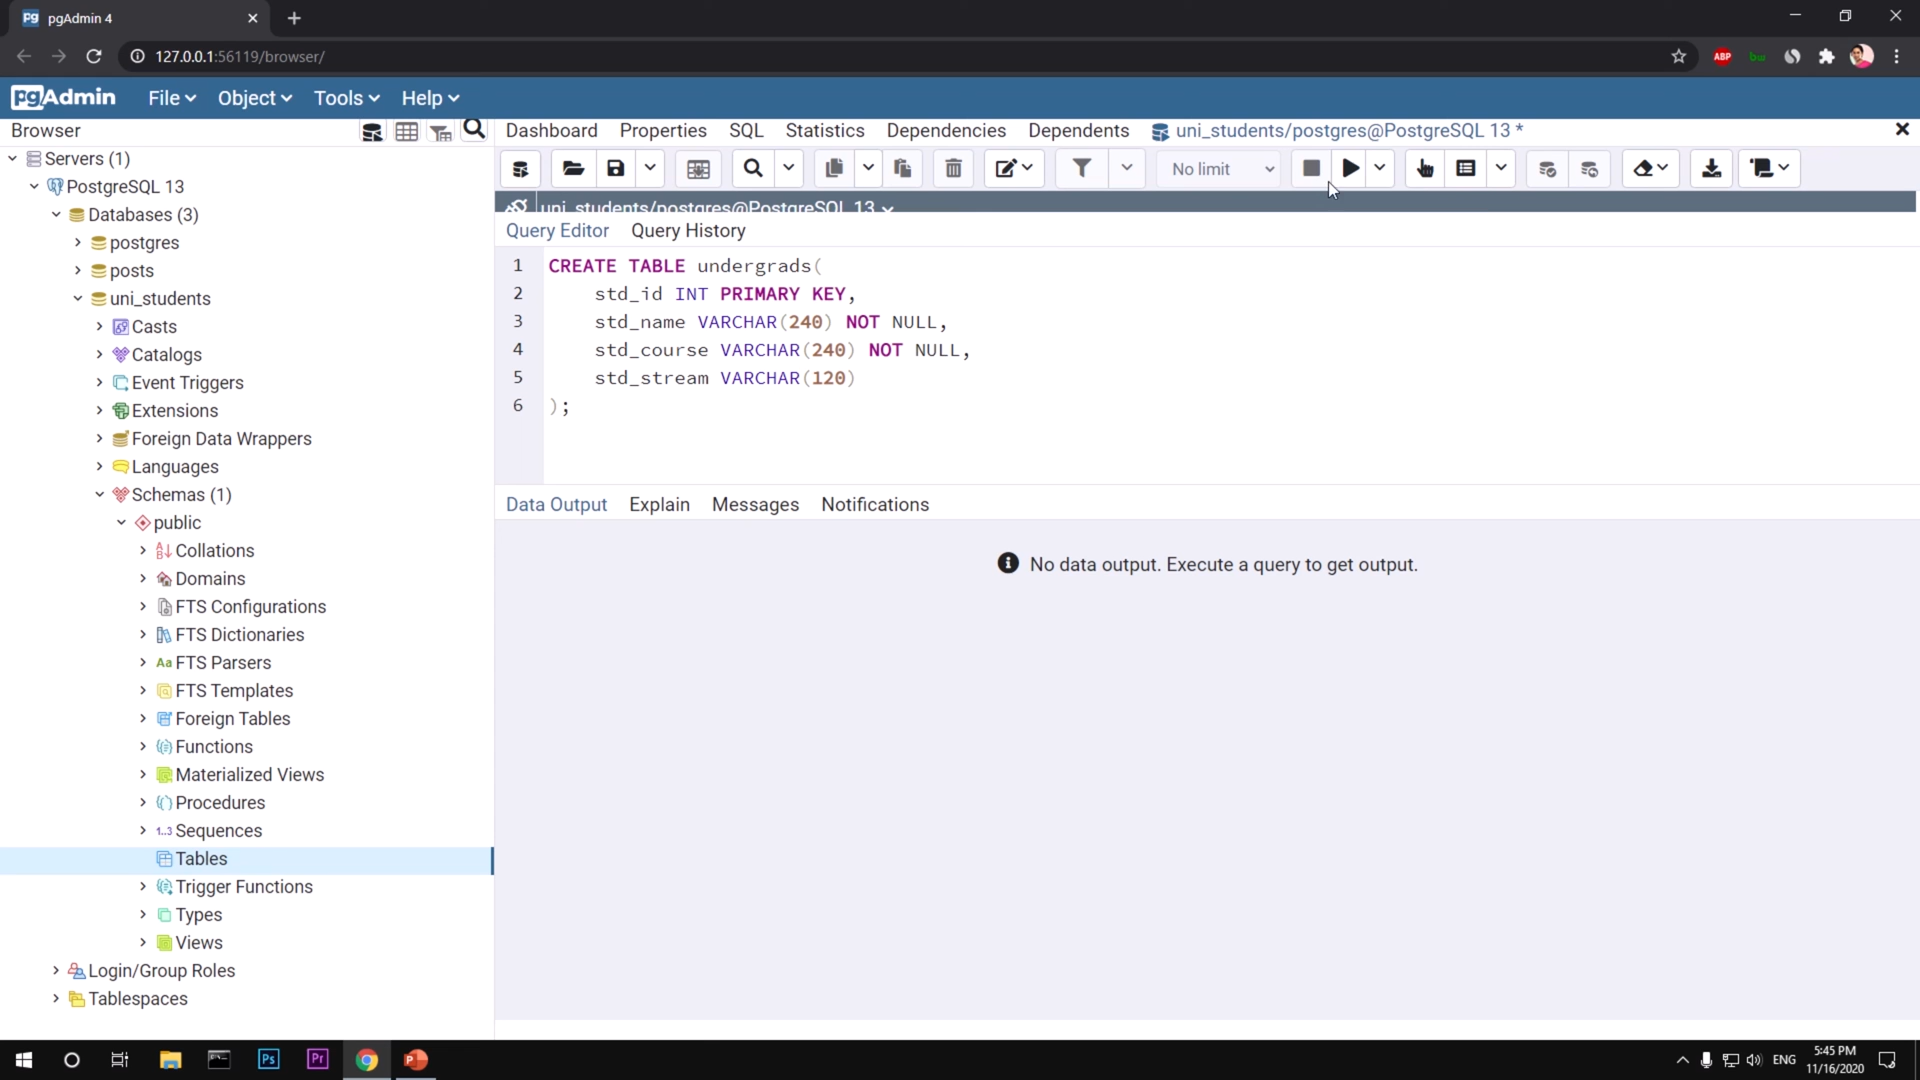 pgAdmin 4
127.0.0.1:56119/browser/
ABP
pgAdmin File Object Tools Help
Browser
Dashboard Properties SQL Statistics Dependencies Dependents uni_students/postgres@PostgreSQL 13 *
No limit
uni_students/postgres@PostgreSQL 13
Query Editor Query History
1 CREATE TABLE undergrads(
2 std_id INT PRIMARY KEY,
3 std_name VARCHAR(240) NOT NULL,
4 std_course VARCHAR(240) NOT NULL,
5 std_stream VARCHAR(120)
6 );
Data Output Explain Messages Notifications
No data output. Execute a query to get output.
Servers (1)
PostgreSQL 13
Databases (3)
postgres
posts
uni_students
Casts
Catalogs
Event Triggers
Extensions
Foreign Data Wrappers
Languages
Schemas (1)
public
Collations
Domains
FTS Configurations
FTS Dictionaries
Aa FTS Parsers
FTS Templates
Foreign Tables
Functions
Materialized Views
Procedures
1..3 Sequences
Tables
Trigger Functions
Types
Views
Login/Group Roles
Tablespaces
Ps
Pr
ENG
5:45 PM
11/16/2020